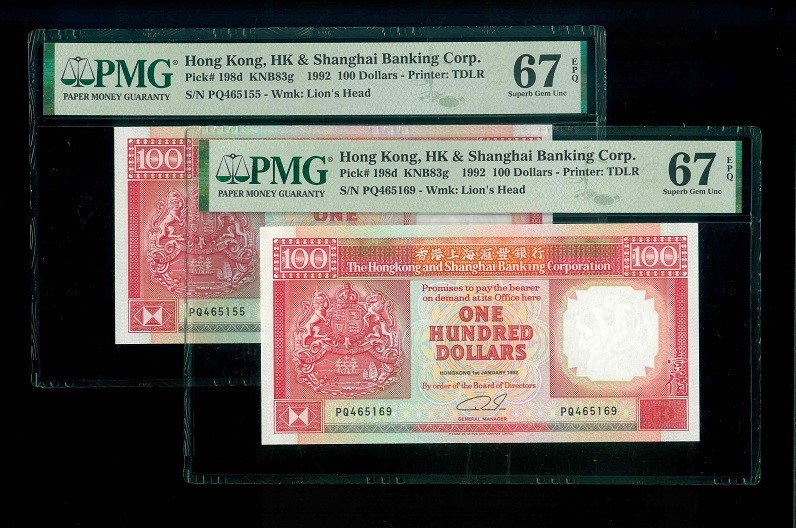 PMG®
PAPER MONEY GUARANTY
Hong Kong, HK & Shanghai Banking Corp.
Pick# 198d KNB83g 1992 100 Dollars - Printer: TDLR
S/N PQ465155 - Wmk: Lion's Head
67
EPQ
Superb Gem Unc
100
ONE
PQ465155
PMG®
PAPER MONEY GUARANTY
Hong Kong, HK & Shanghai Banking Corp.
Pick# 198d KNB83g 1992 100 Dollars - Printer: TDLR
S/N PQ465169 - Wmk: Lion's Head
67
EPQ
Superb Gem Unc
100
香港上海滙豐銀行
100
The Hongkong and Shanghai Banking Corporation
Promises to pay the bearer
on demand at its Office here
ONE
HUNDRED
DOLLARS
HONGKONG 1st JANUARY 1992
By order of the Board of Directors
PQ465169
PQ465169
GENERAL MANAGER